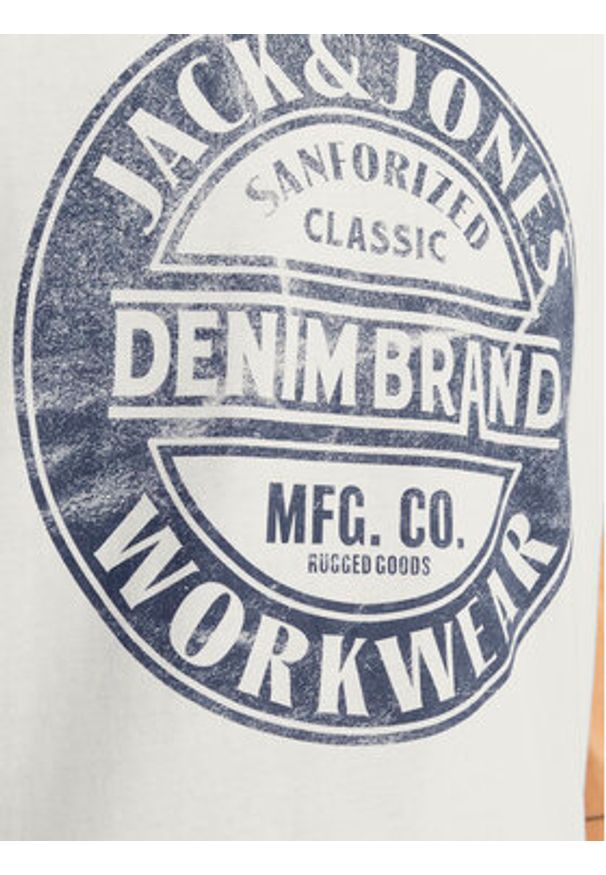 JACK & JONES
SANFORIZED
CLASSIC
DENIM BRAND
MFG. CO.
RUGGED GOODS
WORKWEAR